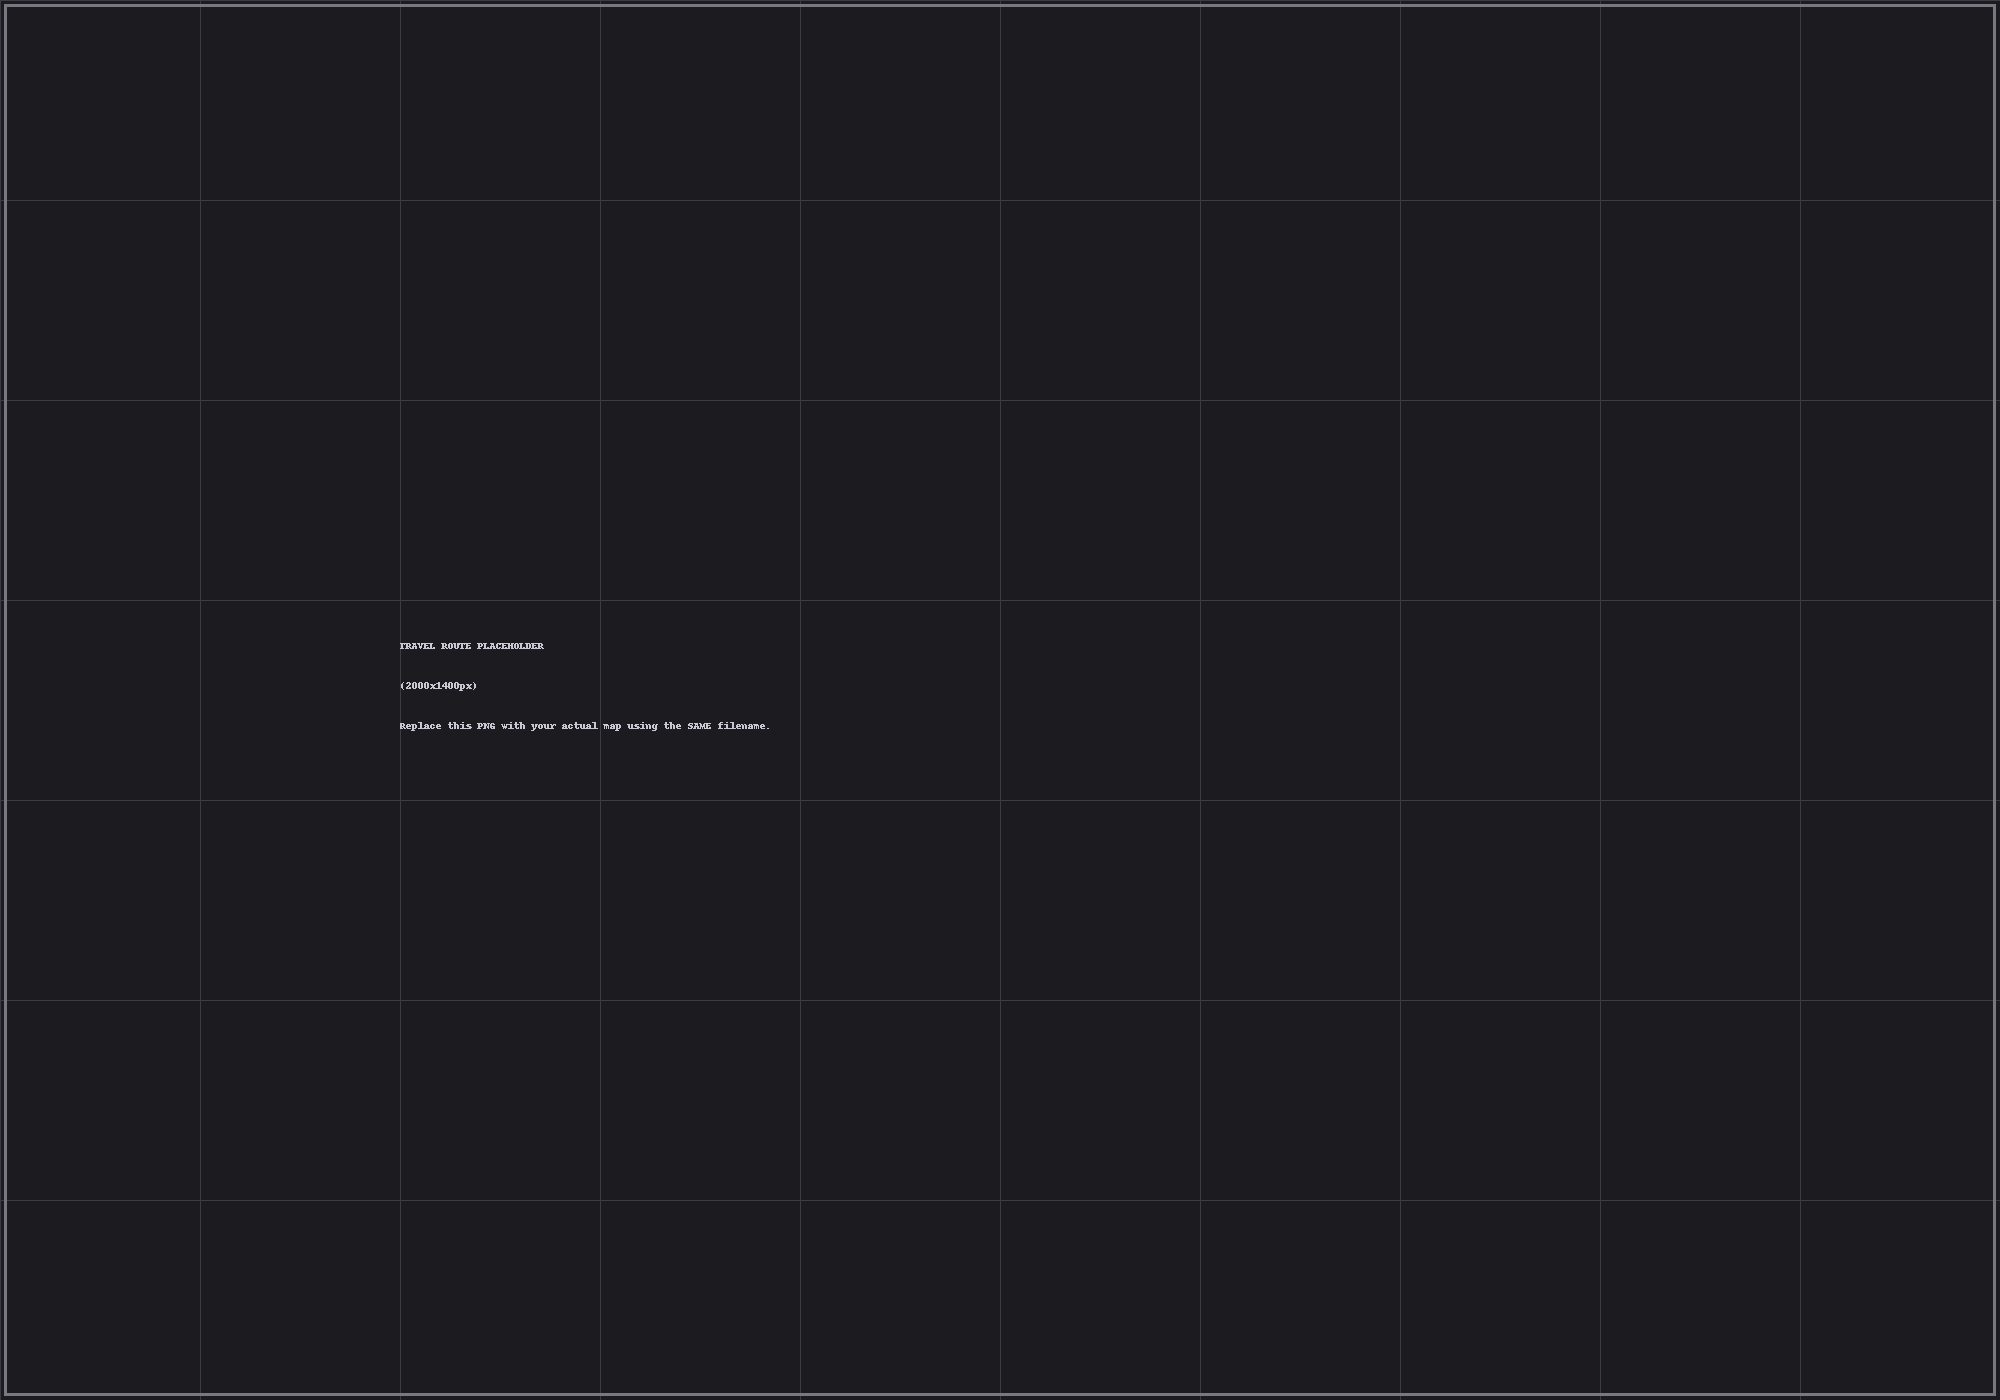 TRAVEL ROUTE PLACEHOLDER
(2000x1400px)
Replace this PNG with your actual map using the SAME filename.